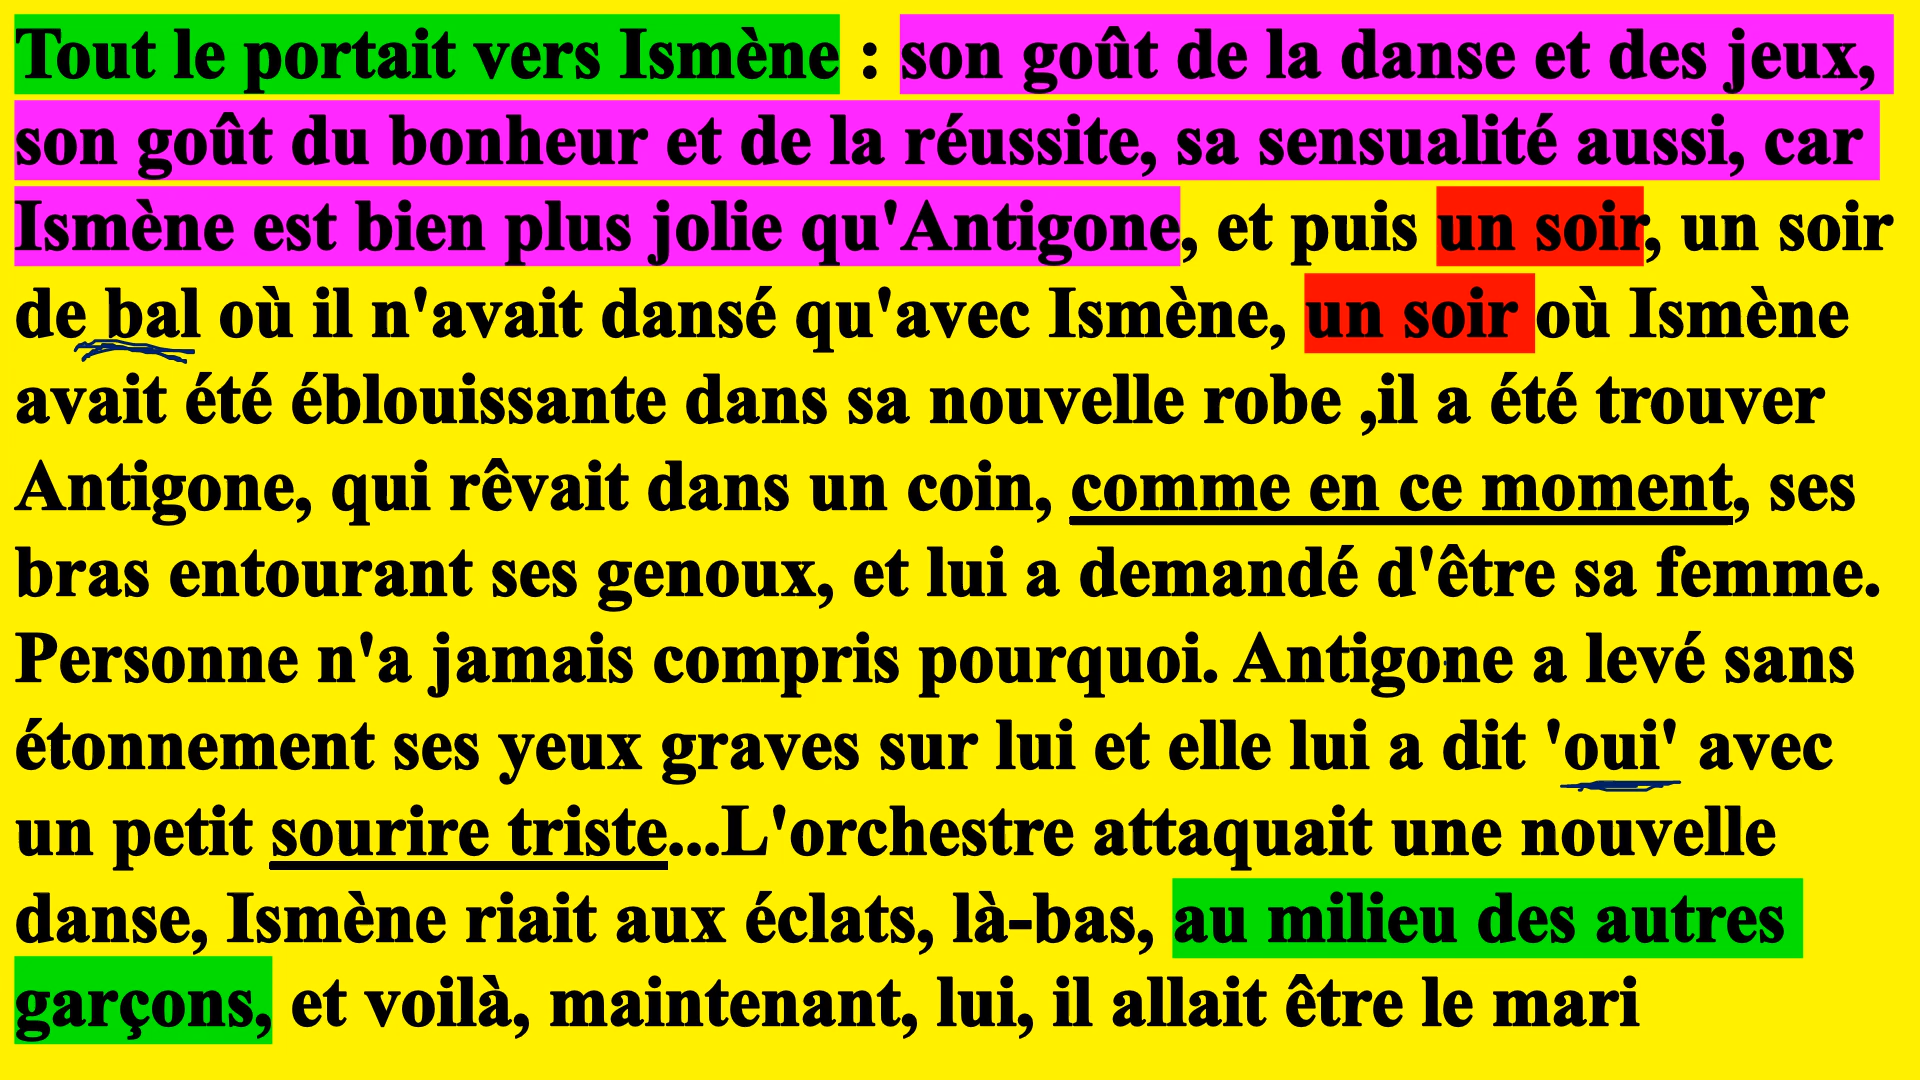 Tout le portait vers Ismène : son goût de la danse et des jeux,
son goût du bonheur et de la réussite, sa sensualité aussi, car
Ismène est bien plus jolie qu'Antigone, et puis un soir, un soir
de bal où il n'avait dansé qu'avec Ismène, un soir où Ismène
avait été éblouissante dans sa nouvelle robe ,il a été trouver
Antigone, qui rêvait dans un coin, comme en ce moment, ses
bras entourant ses genoux, et lui a demandé d'être sa femme.
Personne n'a jamais compris pourquoi. Antigone a levé sans
étonnement ses yeux graves sur lui et elle lui a dit 'oui' avec
un petit sourire triste...L'orchestre attaquait une nouvelle
danse, Ismène riait aux éclats, là-bas, au milieu des autres
garçons, et voilà, maintenant, lui, il allait être le mari